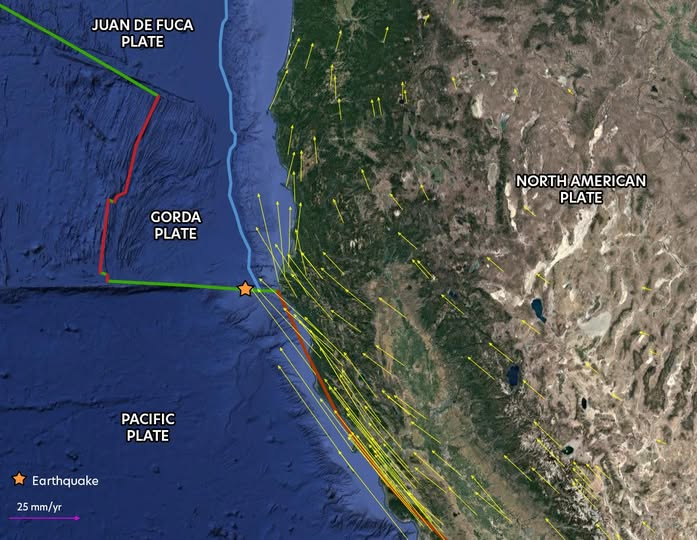 JUAN DE FUCA
PLATE
NORTH AMERICAN
PLATE
GORDA
PLATE
PACIFIC
PLATE
Earthquake
25 mm/yr